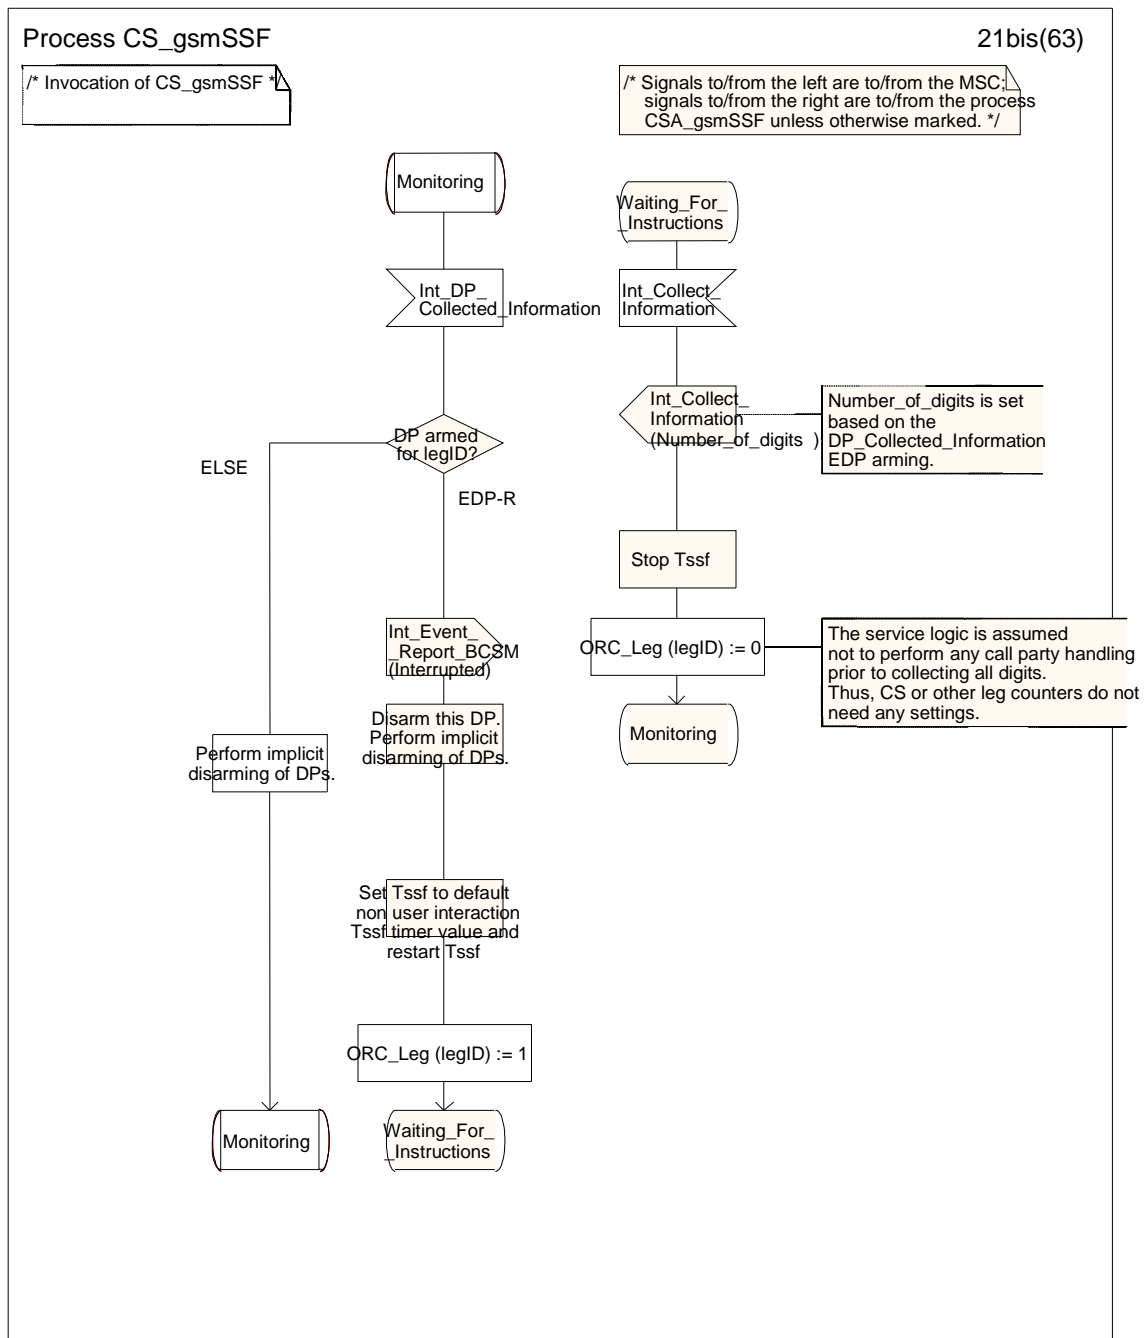 Process CS_gsmSSF
21bis(63)
/* Invocation of CS_gsmSSF */
/* Signals to/from the left are to/from the MSC;
signals to/from the right are to/from the process
CSA_gsmSSF unless otherwise marked. */
Monitoring
Int_DP_
Collected_Information
DP armed
for legID?
ELSE
EDP-R
Int_Event_
_Report_BCSM
(Interrupted)
Disarm this DP.
Perform implicit
disarming of DPs.
Perform implicit
disarming of DPs.
Set Tssf to default
non user interaction
Tssf timer value and
restart Tssf
ORC_Leg (legID) := 1
Monitoring
Waiting_For_
_Instructions
Waiting_For_
_Instructions
Int_Collect_
Information
Int_Collect_
Information
(Number_of_digits )
Number_of_digits is set
based on the
DP_Collected_Information
EDP arming.
Stop Tssf
ORC_Leg (legID) := 0
The service logic is assumed
not to perform any call party handling
prior to collecting all digits.
Thus, CS or other leg counters do not
need any settings.
Monitoring